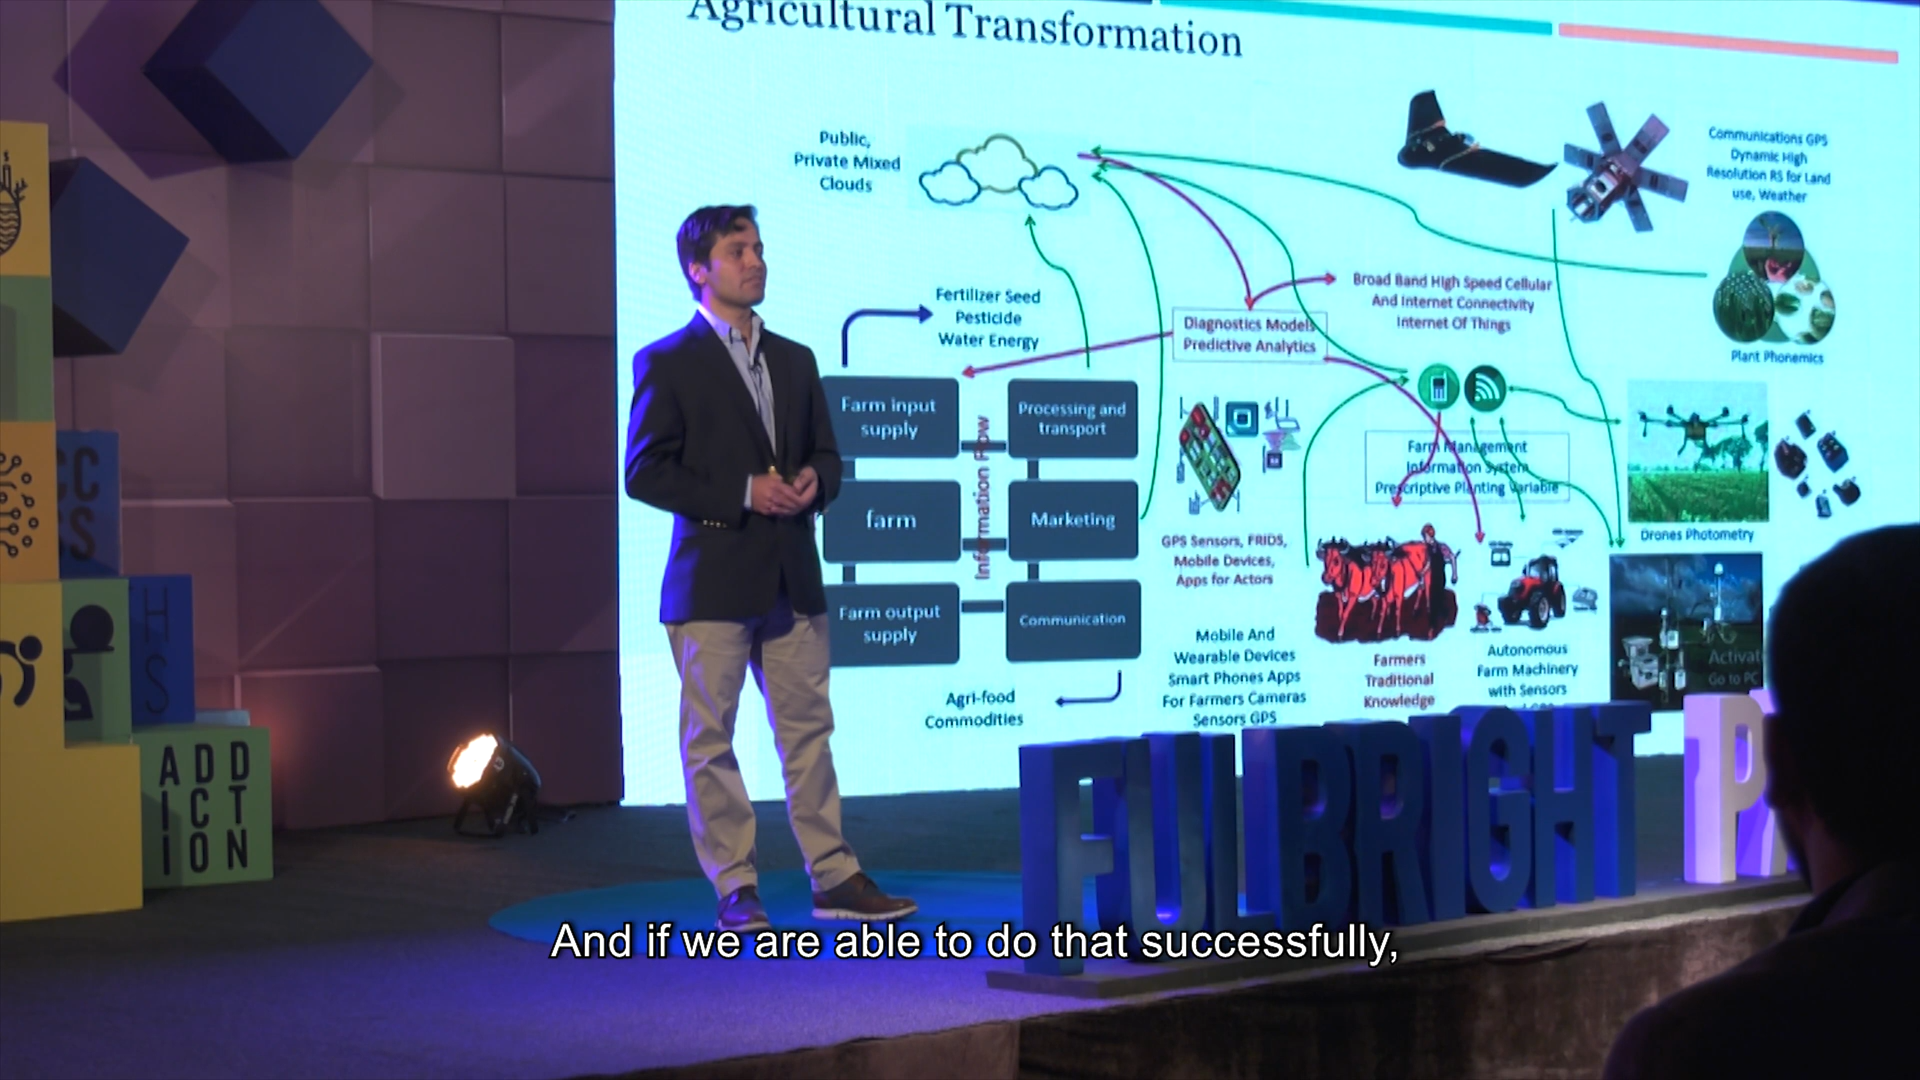 Agricultural Transformation
Public,
Private Mixed
Clouds
Communications GPS
Dynamic High
Resolution RS for Land
use, Weather
Fertilizer Seed
Pesticide
Water Energy
Broad Band High Speed Cellular
And Internet Connectivity
Internet Of Things
Diagnostics Models
Predictive Analytics
Plant Phonemics
Farm input
supply
Processing and
transport
Information Flow
farm
Marketing
Farm output
supply
Communication
Agri-food
Commodities
Farm Management
Information System
Prescriptive Planting Variable
GPS Sensors, FRIDS,
Mobile Devices,
Apps for Actors
Mobile And
Wearable Devices
Smart Phones Apps
For Farmers Cameras
Sensors GPS
Farmers
Traditional
Knowledge
Autonomous
Farm Machinery
with Sensors
Drones Photometry
Activat
Go to PC
ADD
ICT
ION
FULBRIGHT P
And if we are able to do that successfully,